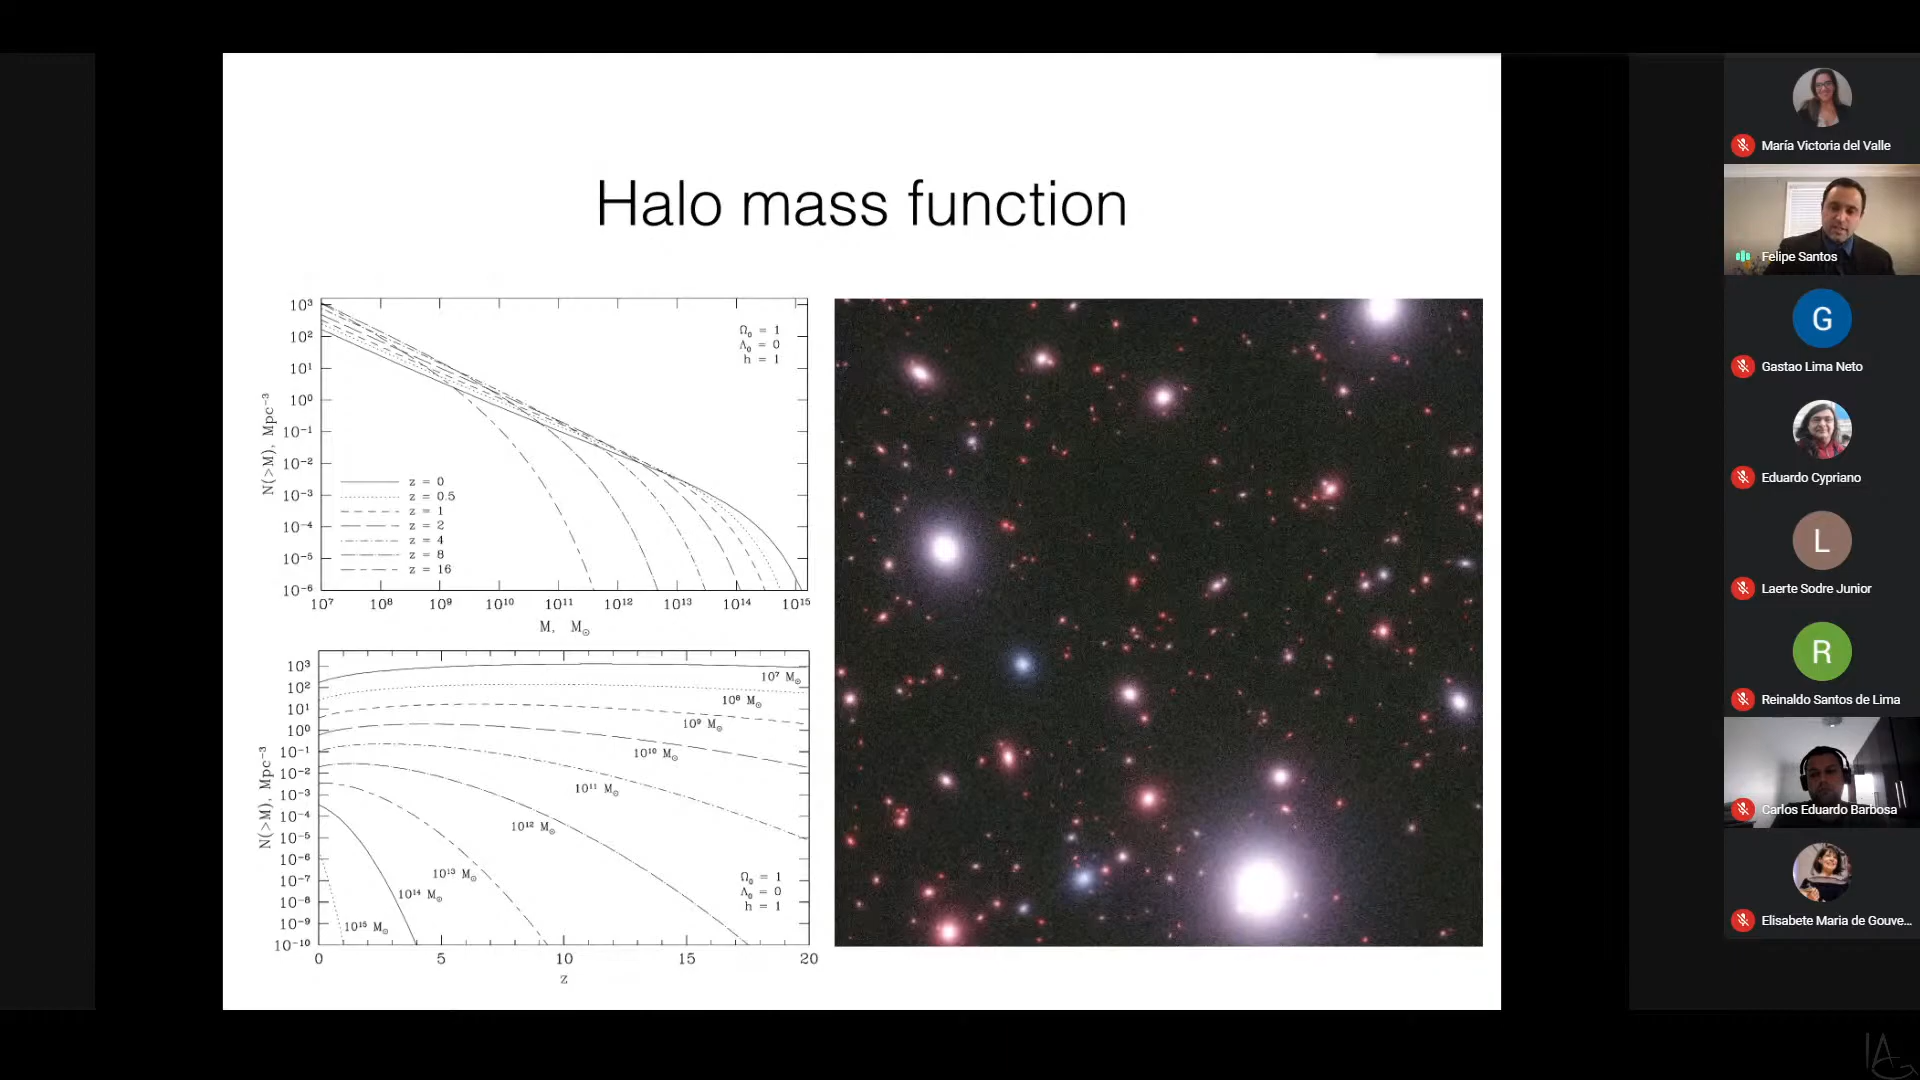 Halo mass function
10³
10²
10¹
10⁰
10⁻¹
10⁻²
10⁻³
10⁻⁴
10⁻⁵
10⁻⁶
N(>M), Mpc⁻³
Ω₀ = 1
Λ₀ = 0
h = 1
z = 0
z = 0.5
z = 1
z = 2
z = 4
z = 8
z = 16
10⁷ 10⁸ 10⁹ 10¹⁰ 10¹¹ 10¹² 10¹³ 10¹⁴ 10¹⁵
M, M⊙
10³
10²
10¹
10⁰
10⁻¹
10⁻²
10⁻³
10⁻⁴
10⁻⁵
10⁻⁶
10⁻⁷
10⁻⁸
10⁻⁹
10⁻¹⁰
N(>M), Mpc⁻³
10⁷ M⊙
10⁸ M⊙
10⁹ M⊙
10¹⁰ M⊙
10¹¹ M⊙
10¹² M⊙
10¹³ M⊙
10¹⁴ M⊙
10¹⁵ M⊙
Ω₀ = 1
Λ₀ = 0
h = 1
0 5 10 15 20
z
María Victoria del Valle
Felipe Santos
G
Gastao Lima Neto
Eduardo Cypriano
L
Laerte Sodre Junior
R
Reinaldo Santos de Lima
Carlos Eduardo Barbosa
Elisabete Maria de Gouve...
IAG